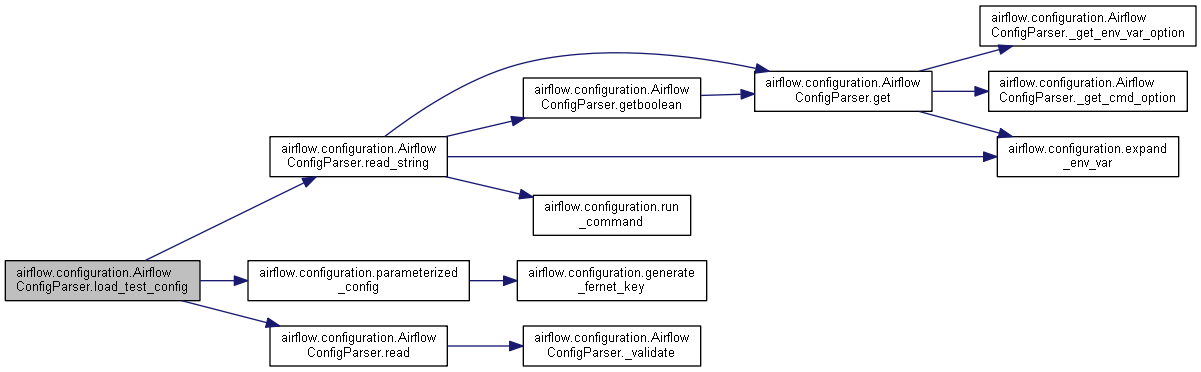 airflow.configuration.Airflow
ConfigParser._get_env_var_option
airflow.configuration.Airflow
ConfigParser.get
airflow.configuration.Airflow
ConfigParser._get_cmd_option
airflow.configuration.Airflow
ConfigParser.getboolean
airflow.configuration.Airflow
ConfigParser.read_string
airflow.configuration.expand
_env_var
airflow.configuration.run
_command
airflow.configuration.Airflow
ConfigParser.load_test_config
airflow.configuration.parameterized
_config
airflow.configuration.generate
_fernet_key
airflow.configuration.Airflow
ConfigParser.read
airflow.configuration.Airflow
ConfigParser._validate